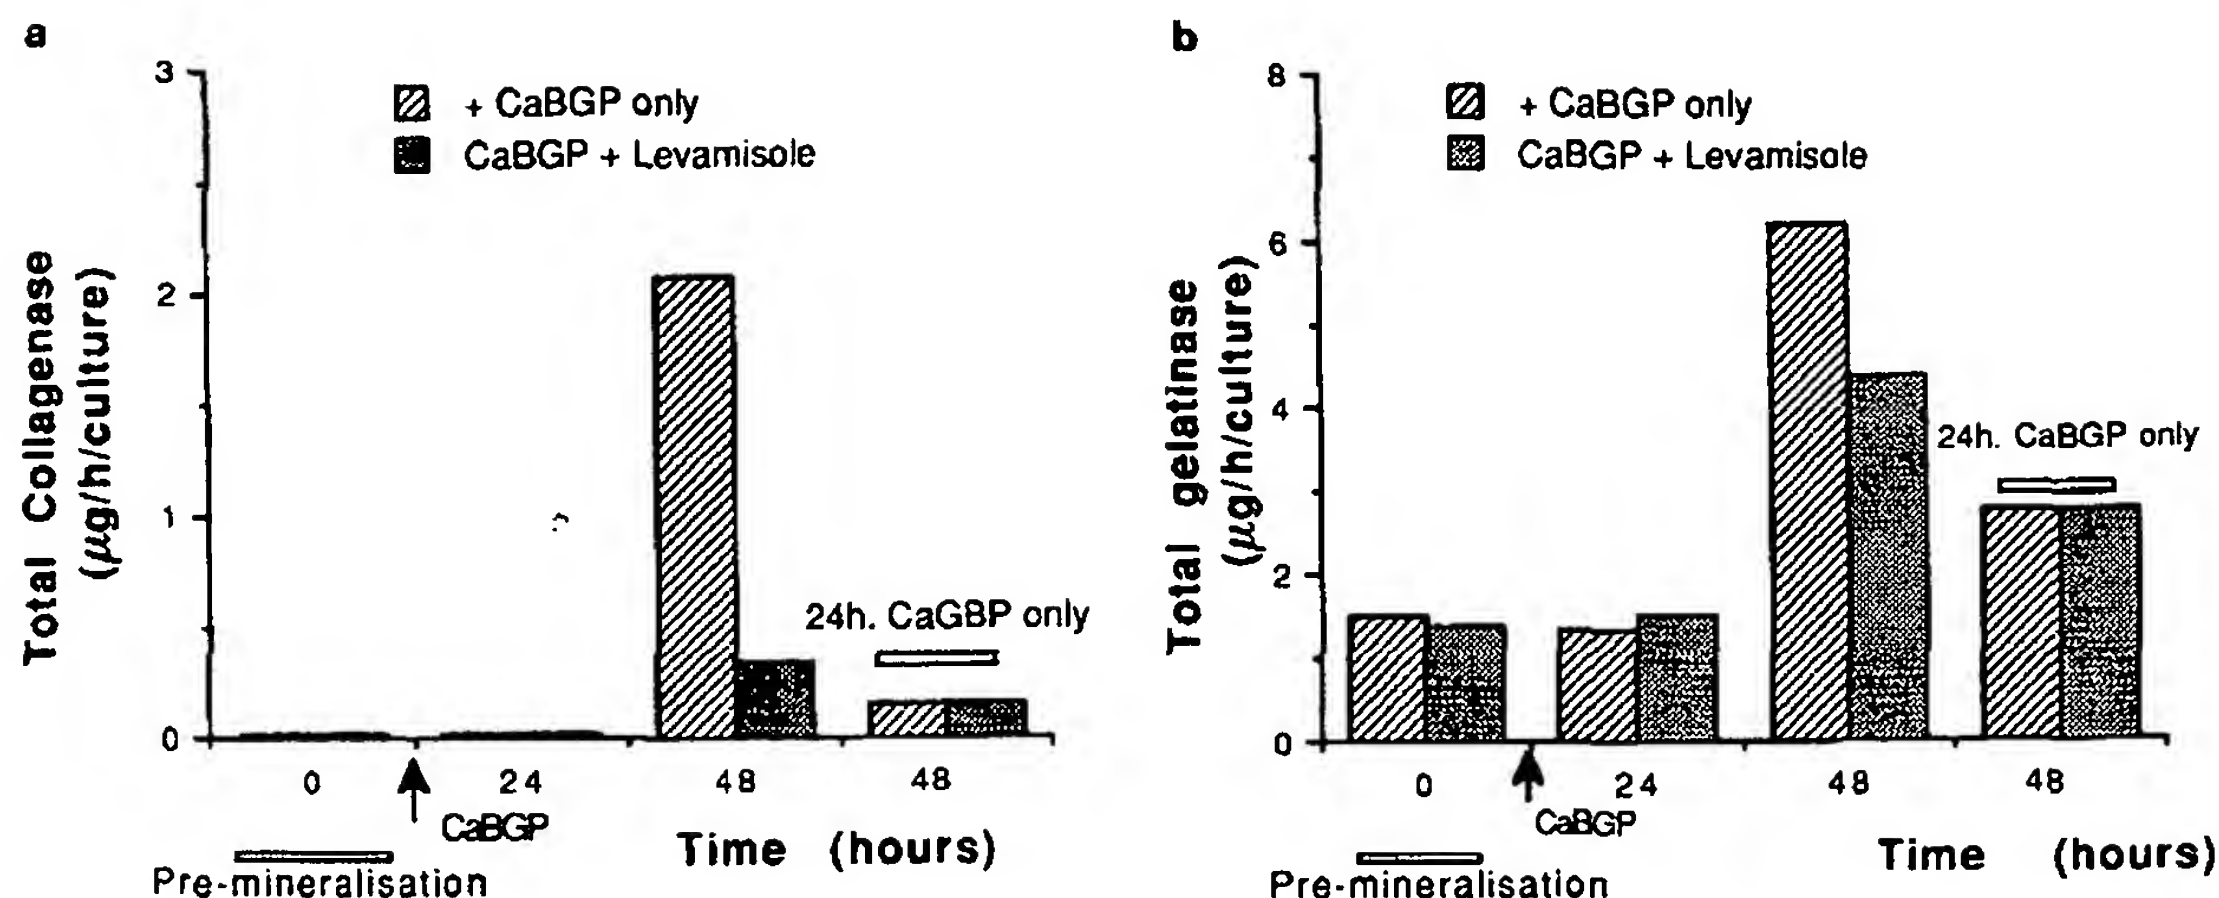 a
3
2
1
0
Total Collagenase
(µg/h/culture)
+ CaBGP only
CaBGP + Levamisole
24h. CaGBP only
0 24 48 48
CaBGP
Time (hours)
Pre-mineralisation
b
8
6
4
2
0
Total gelatinase
(µg/h/culture)
+ CaBGP only
CaBGP + Levamisole
24h. CaBGP only
0 24 48 48
CaBGP
Time (hours)
Pre-mineralisation